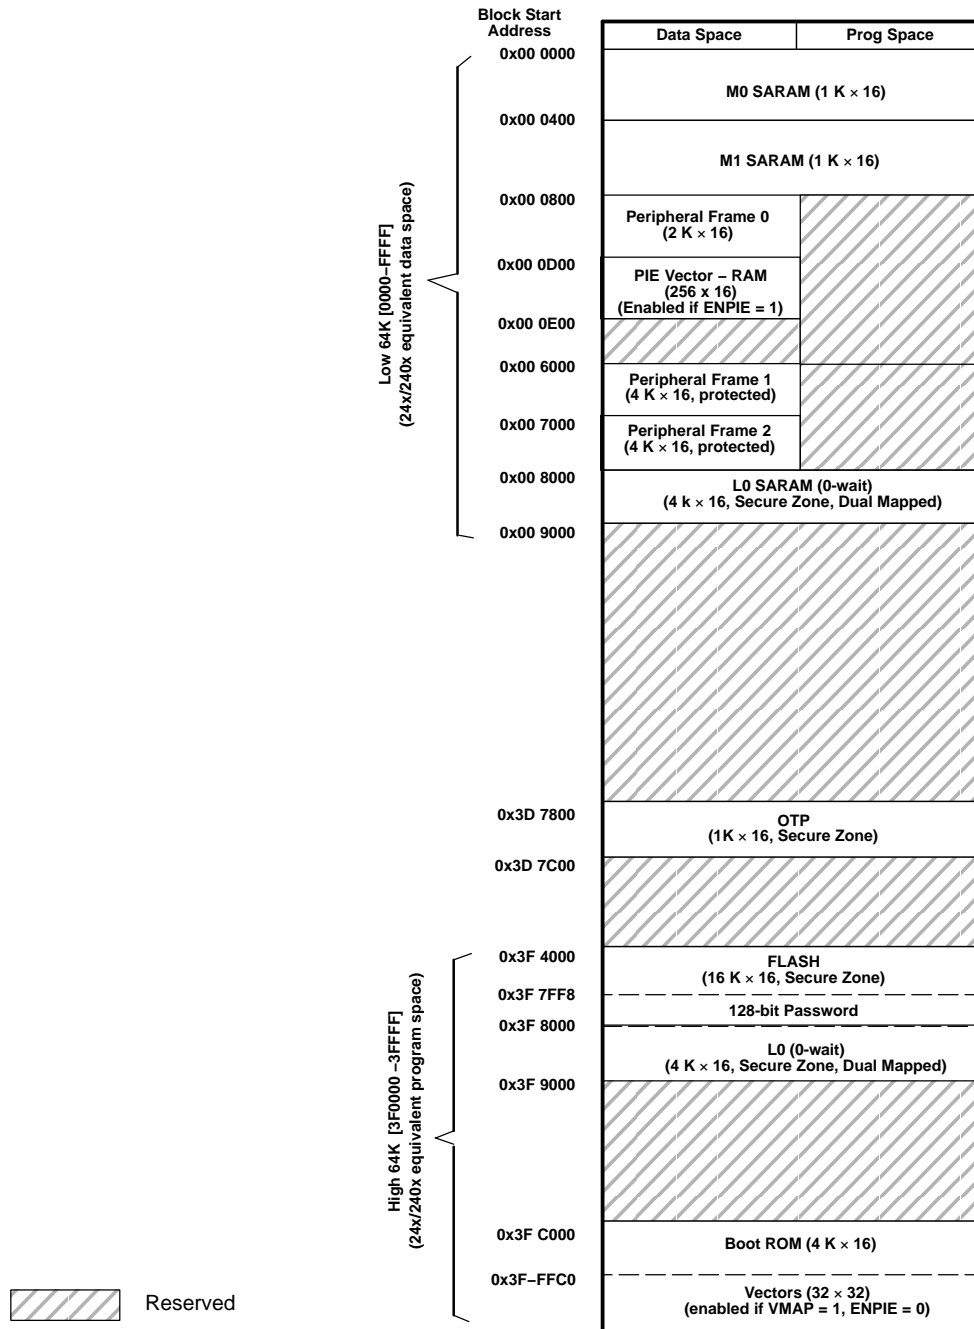 Block Start
Address
Data Space
Prog Space
0x00 0000
M0 SARAM (1 K × 16)
0x00 0400
M1 SARAM (1 K × 16)
0x00 0800
Peripheral Frame 0
(2 K × 16)
0x00 0D00
PIE Vector – RAM
(256 x 16)
(Enabled if ENPIE = 1)
0x00 0E00
0x00 6000
Peripheral Frame 1
(4 K × 16, protected)
0x00 7000
Peripheral Frame 2
(4 K × 16, protected)
0x00 8000
L0 SARAM (0-wait)
(4 k × 16, Secure Zone, Dual Mapped)
0x00 9000
Low 64K [0000–FFFF]
(24x/240x equivalent data space)
0x3D 7800
OTP
(1K × 16, Secure Zone)
0x3D 7C00
0x3F 4000
FLASH
(16 K × 16, Secure Zone)
0x3F 7FF8
128-bit Password
0x3F 8000
L0 (0-wait)
(4 K × 16, Secure Zone, Dual Mapped)
0x3F 9000
High 64K [3F0000 –3FFFF]
(24x/240x equivalent program space)
0x3F C000
Boot ROM (4 K × 16)
0x3F–FFC0
Vectors (32 × 32)
(enabled if VMAP = 1, ENPIE = 0)
Reserved